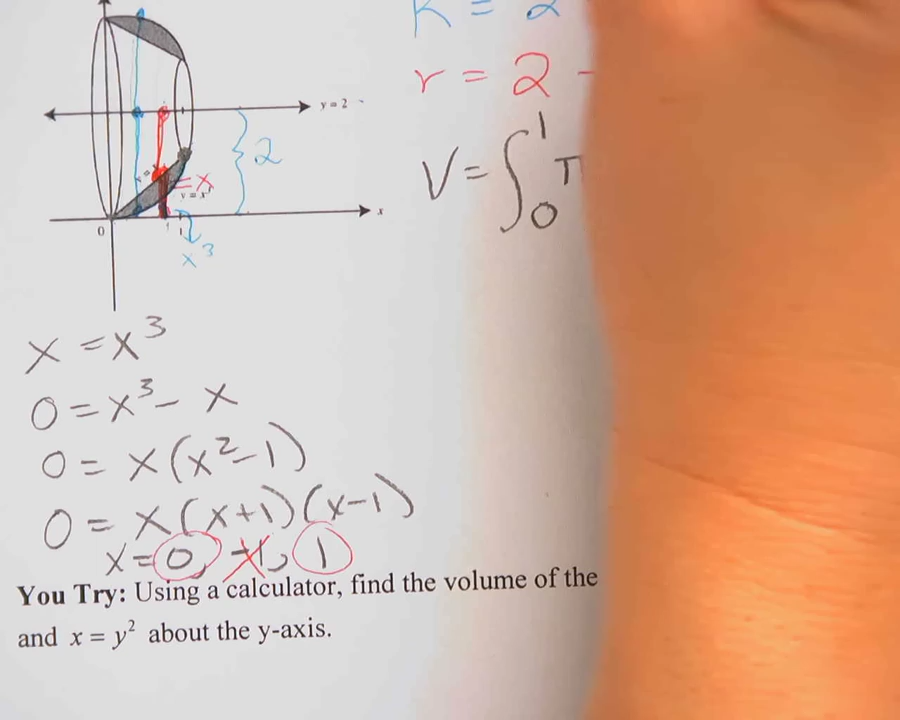 R = 2
r = 2 -
y = 2
2
= x
x
0
1
x³
V = ∫₀¹ π
x = x³
0 = x³ - x
0 = x(x² - 1)
0 = x(x+1)(x-1)
x = 0, -1, 1
You Try: Using a calculator, find the volume of the
and x = y² about the y-axis.